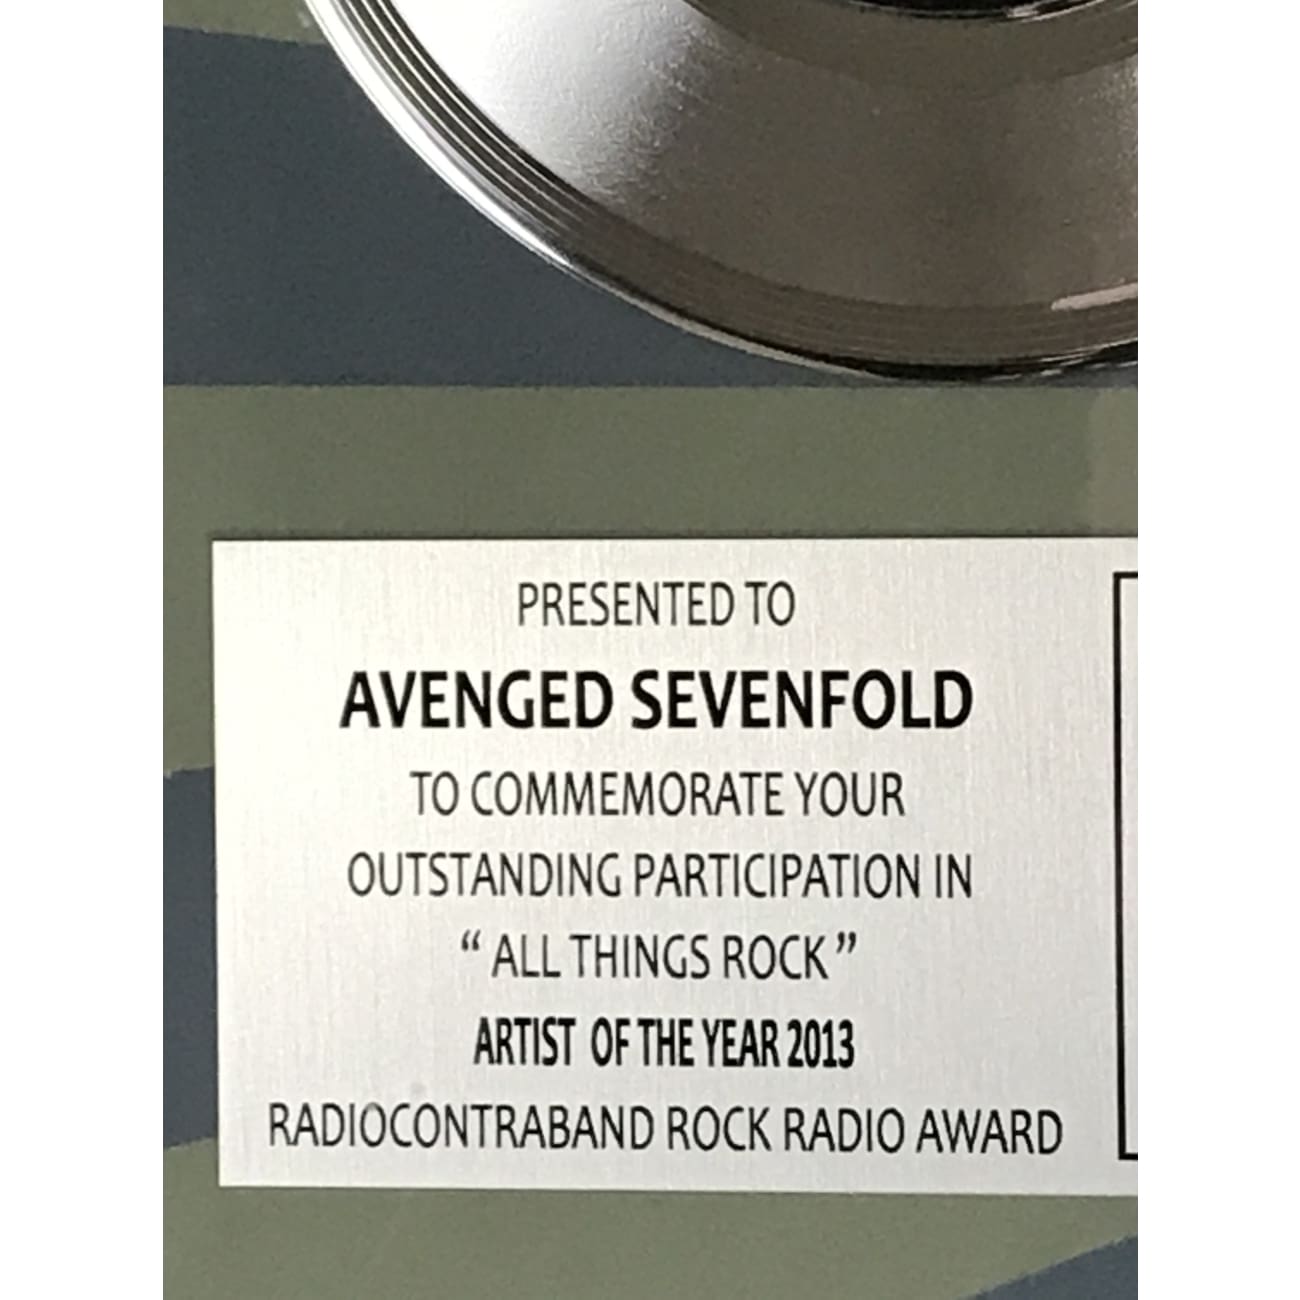 PRESENTED TO
AVENGED SEVENFOLD
TO COMMEMORATE YOUR
OUTSTANDING PARTICIPATION IN
“ ALL THINGS ROCK ”
ARTIST OF THE YEAR 2013
RADIOCONTRABAND ROCK RADIO AWARD